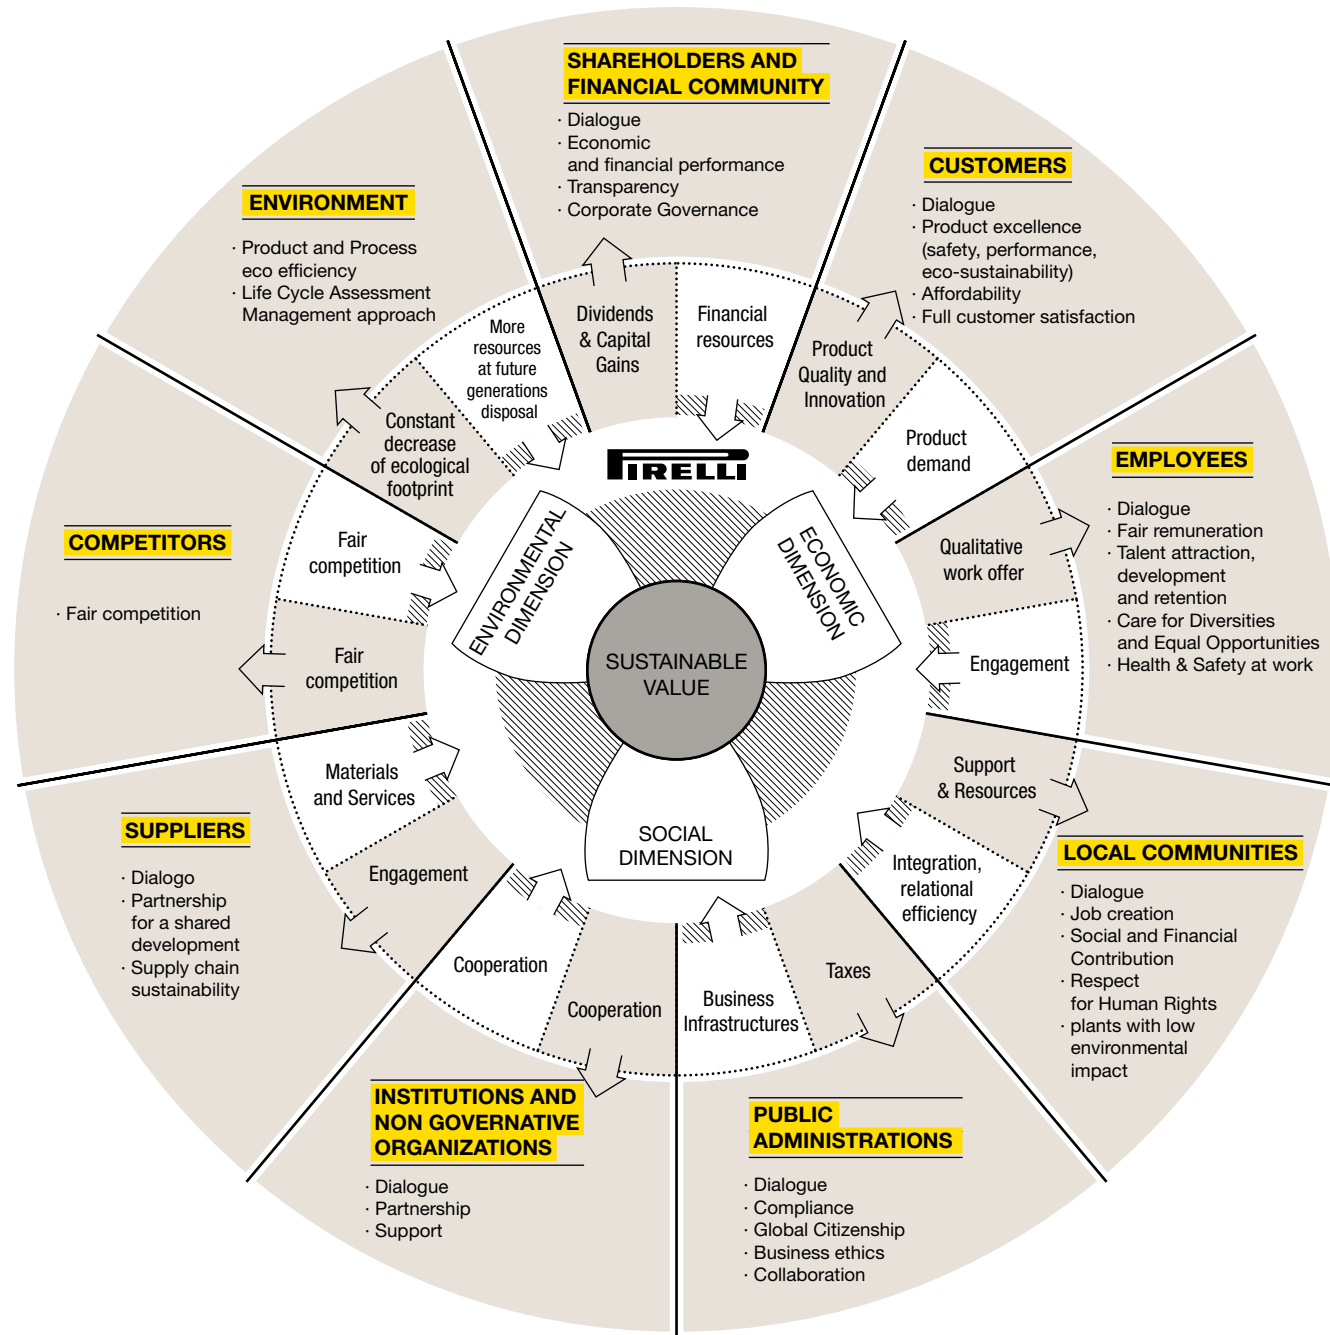 SHAREHOLDERS AND
FINANCIAL COMMUNITY
· Dialogue
· Economic
and financial performance
· Transparency
· Corporate Governance
CUSTOMERS
· Dialogue
· Product excellence
(safety, performance,
eco-sustainability)
· Affordability
· Full customer satisfaction
EMPLOYEES
· Dialogue
· Fair remuneration
· Talent attraction,
development
and retention
· Care for Diversities
and Equal Opportunities
· Health & Safety at work
LOCAL COMMUNITIES
· Dialogue
· Job creation
· Social and Financial
Contribution
· Respect
for Human Rights
· plants with low
environmental
impact
PUBLIC
ADMINISTRATIONS
· Dialogue
· Compliance
· Global Citizenship
· Business ethics
· Collaboration
INSTITUTIONS AND
NON GOVERNATIVE
ORGANIZATIONS
· Dialogue
· Partnership
· Support
SUPPLIERS
· Dialogo
· Partnership
for a shared
development
· Supply chain
sustainability
COMPETITORS
· Fair competition
ENVIRONMENT
· Product and Process
eco efficiency
· Life Cycle Assessment
Management approach
Dividends
& Capital
Gains
Financial
resources
Product
Quality and
Innovation
Product
demand
Qualitative
work offer
Engagement
Support
& Resources
Integration,
relational
efficiency
Taxes
Business
Infrastructures
Cooperation
Cooperation
Engagement
Materials
and Services
Fair
competition
Fair
competition
Constant
decrease
of ecological
footprint
More
resources
at future
generations
disposal
PIRELLI
ENVIRONMENTAL
DIMENSION
ECONOMIC
DIMENSION
SUSTAINABLE
VALUE
SOCIAL
DIMENSION